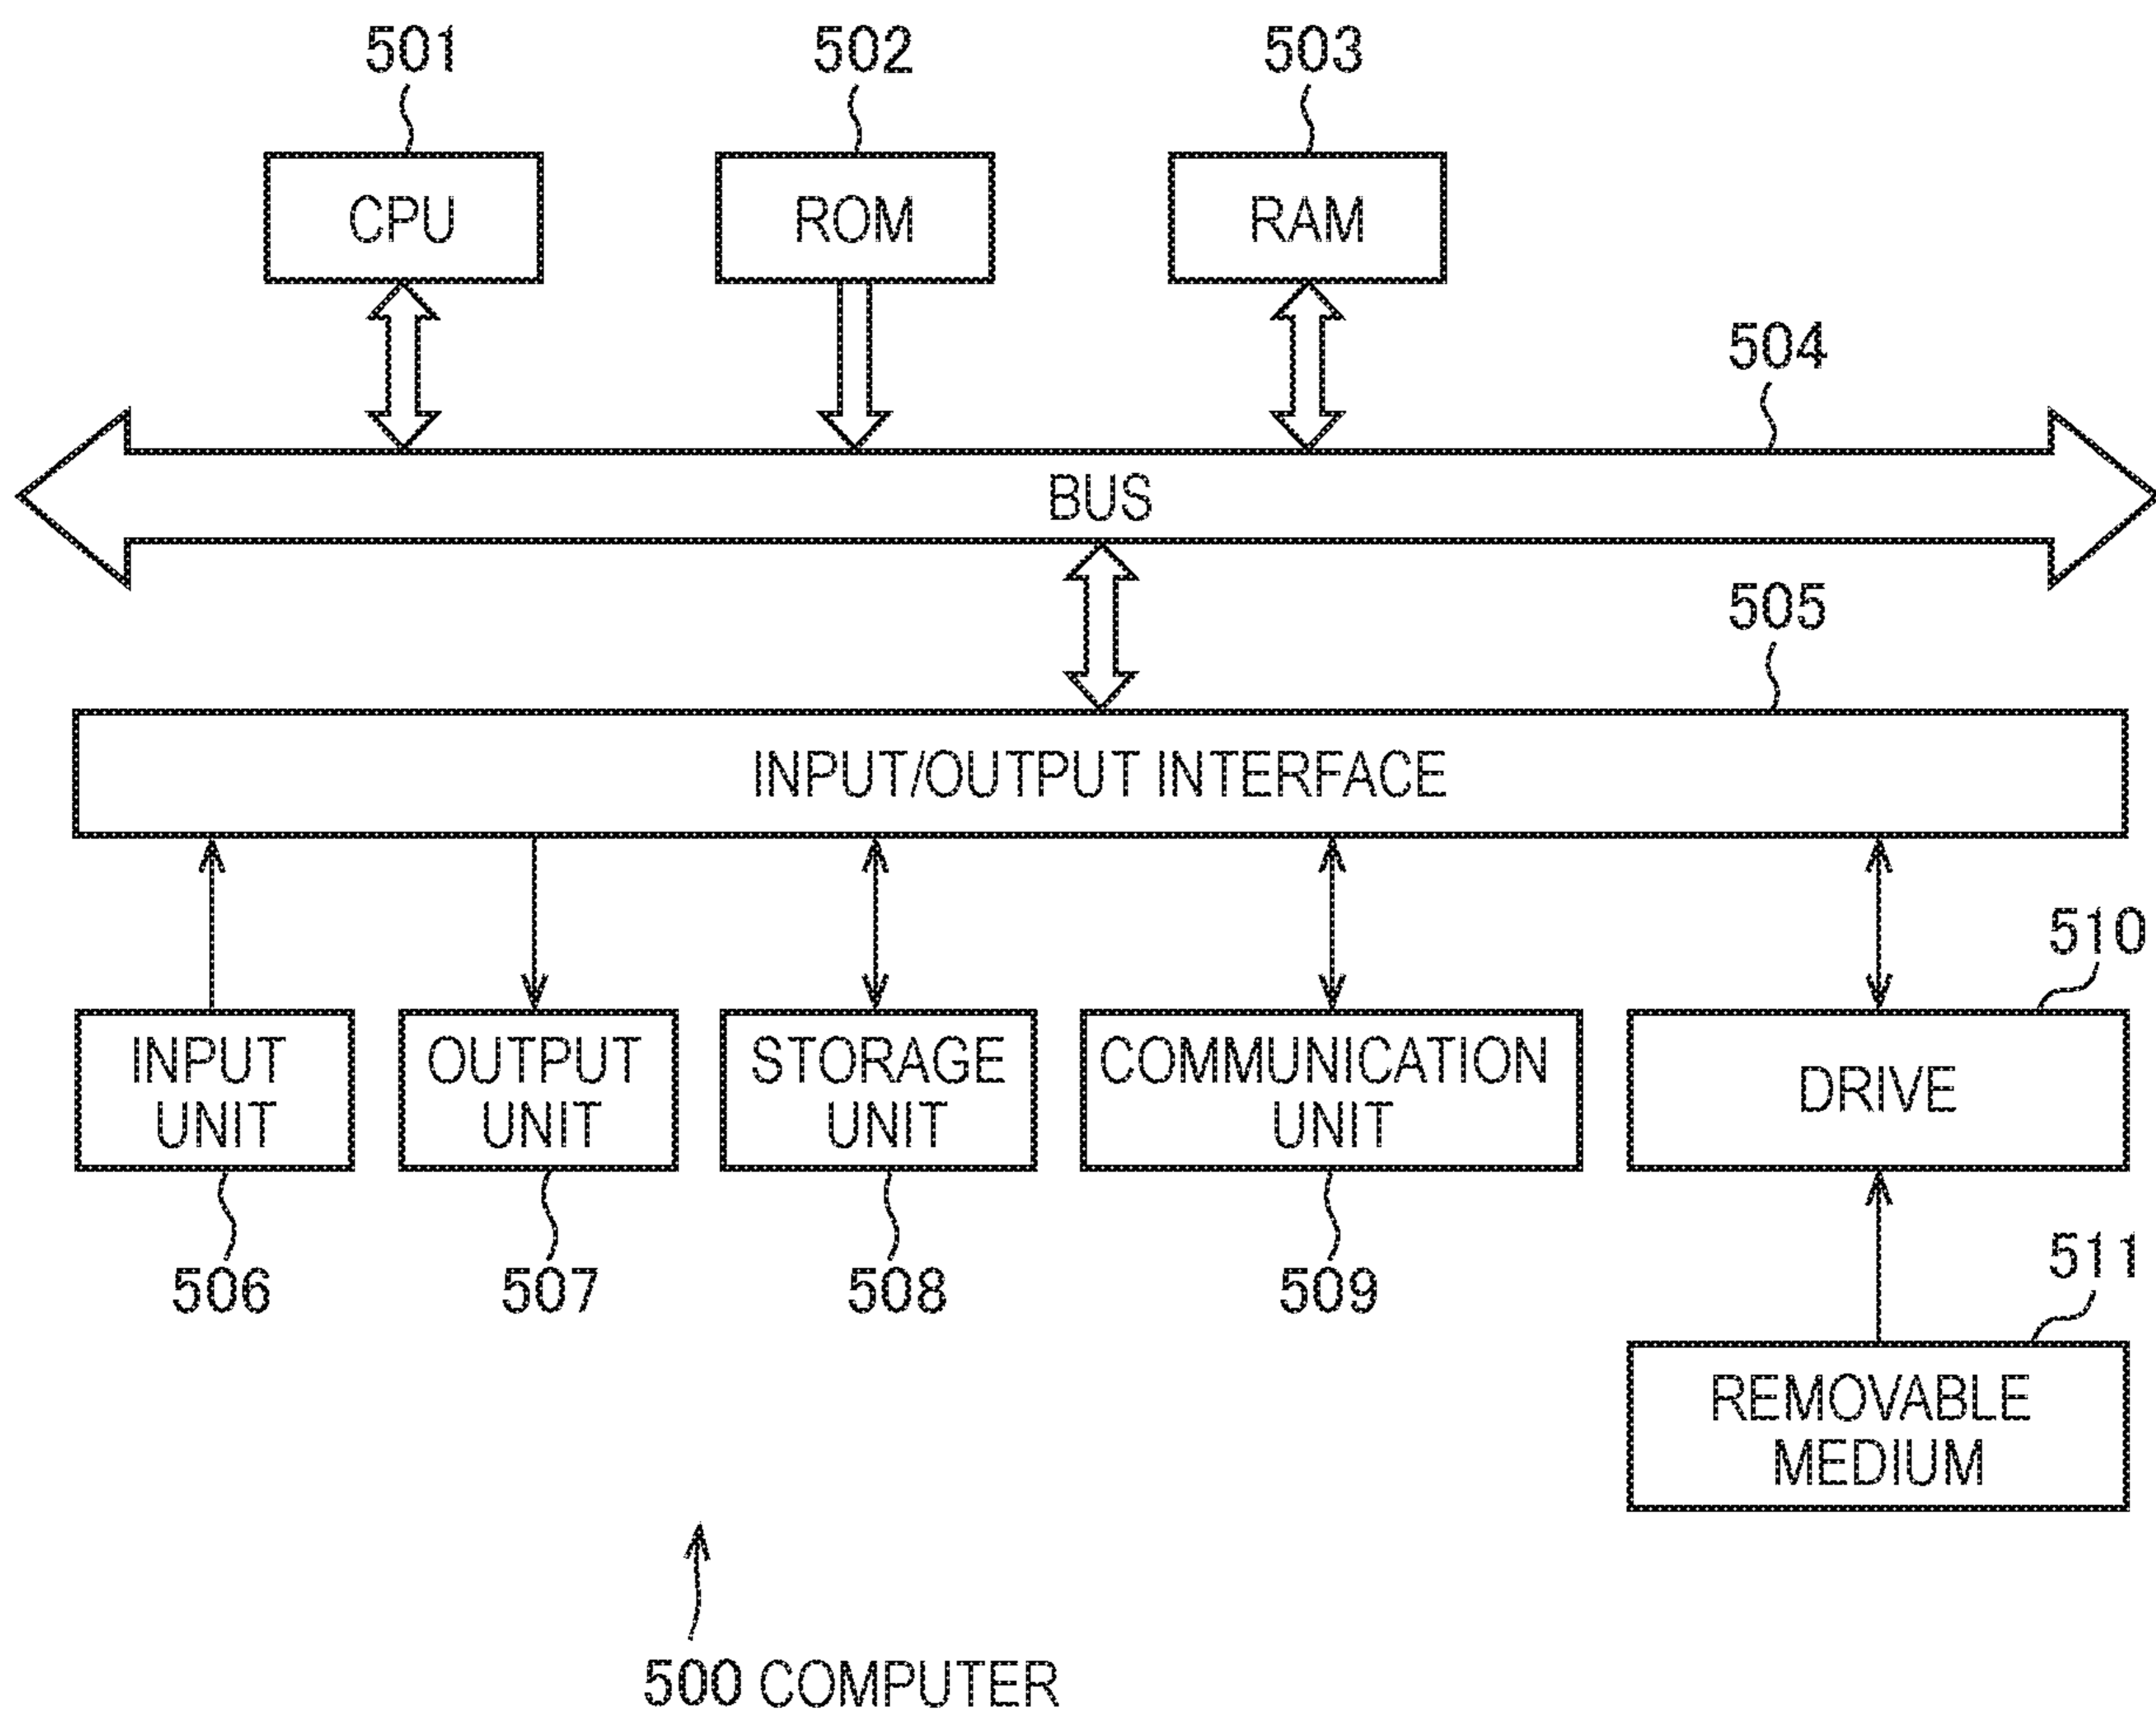 501
502
503
CPU
ROM
RAM
504
BUS
505
INPUT/OUTPUT INTERFACE
510
INPUT
UNIT
OUTPUT
UNIT
STORAGE
UNIT
COMMUNICATION
UNIT
DRIVE
506
507
508
509
511
REMOVABLE
MEDIUM
500 COMPUTER